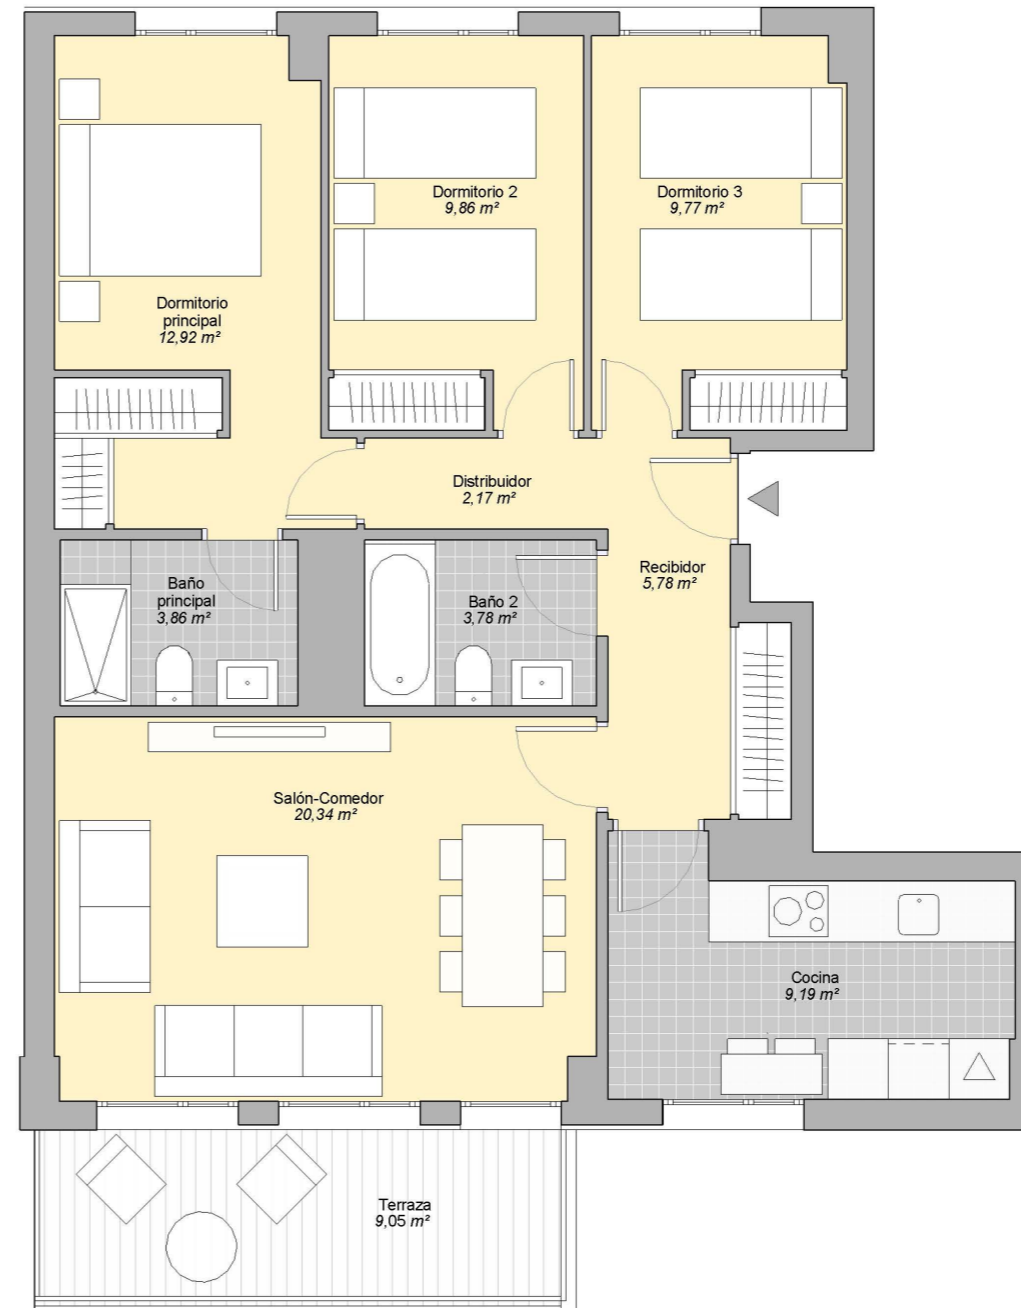 Dormitorio 2
9,86 m²
Dormitorio 3
9,77 m²
Dormitorio
principal
12,92 m²
Distribuidor
2,17 m²
Recibidor
5,78 m²
Baño
principal
3,86 m²
Baño 2
3,78 m²
Salón-Comedor
20,34 m²
Cocina
9,19 m²
Terraza
9,05 m²